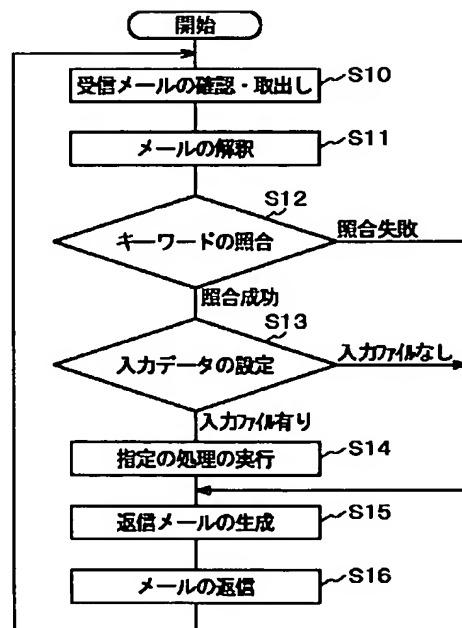 開始
受信メールの確認・取出し
S10
メールの解釈
S11
S12
キーワードの照合
照合失敗
照合成功
S13
入力データの設定
入力ファイルなし
入力ファイル有り
指定の処理の実行
S14
返信メールの生成
S15
メールの返信
S16